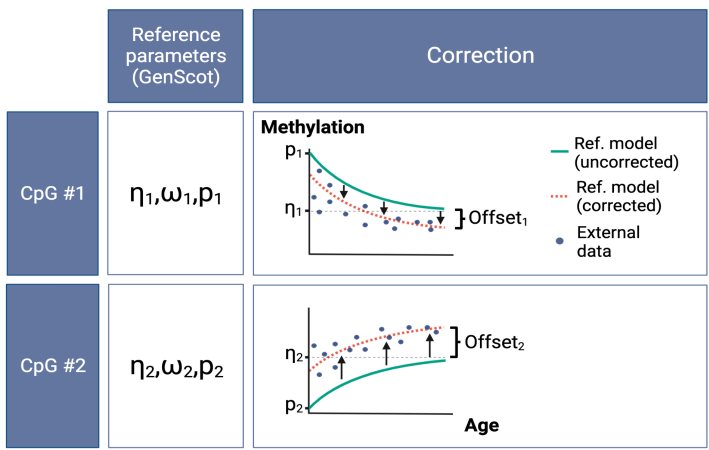 Reference
parameters
(GenScot)
Correction
CpG #1
η₁,ω₁,p₁
Methylation
p₁
η₁
Offset₁
Ref. model
(uncorrected)
Ref. model
(corrected)
External
data
CpG #2
η₂,ω₂,p₂
η₂
p₂
Offset₂
Age